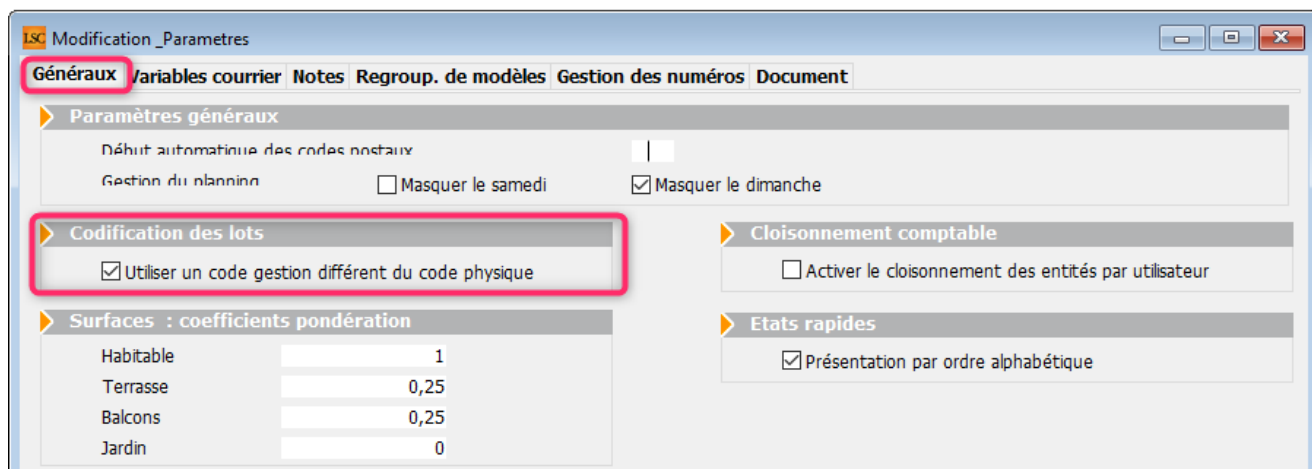 LSC Modification _Parametres
Généraux Variables courrier Notes Regroup. de modèles Gestion des numéros Document
Paramètres généraux
Début automatique des codes postaux
Gestion du planning Masquer le samedi Masquer le dimanche
Codification des lots Cloisonnement comptable
Utiliser un code gestion différent du code physique Activer le cloisonnement des entités par utilisateur
Surfaces : coefficients pondération Etats rapides
Habitable 1 Présentation par ordre alphabétique
Terrasse 0,25
Balcons 0,25
Jardin 0